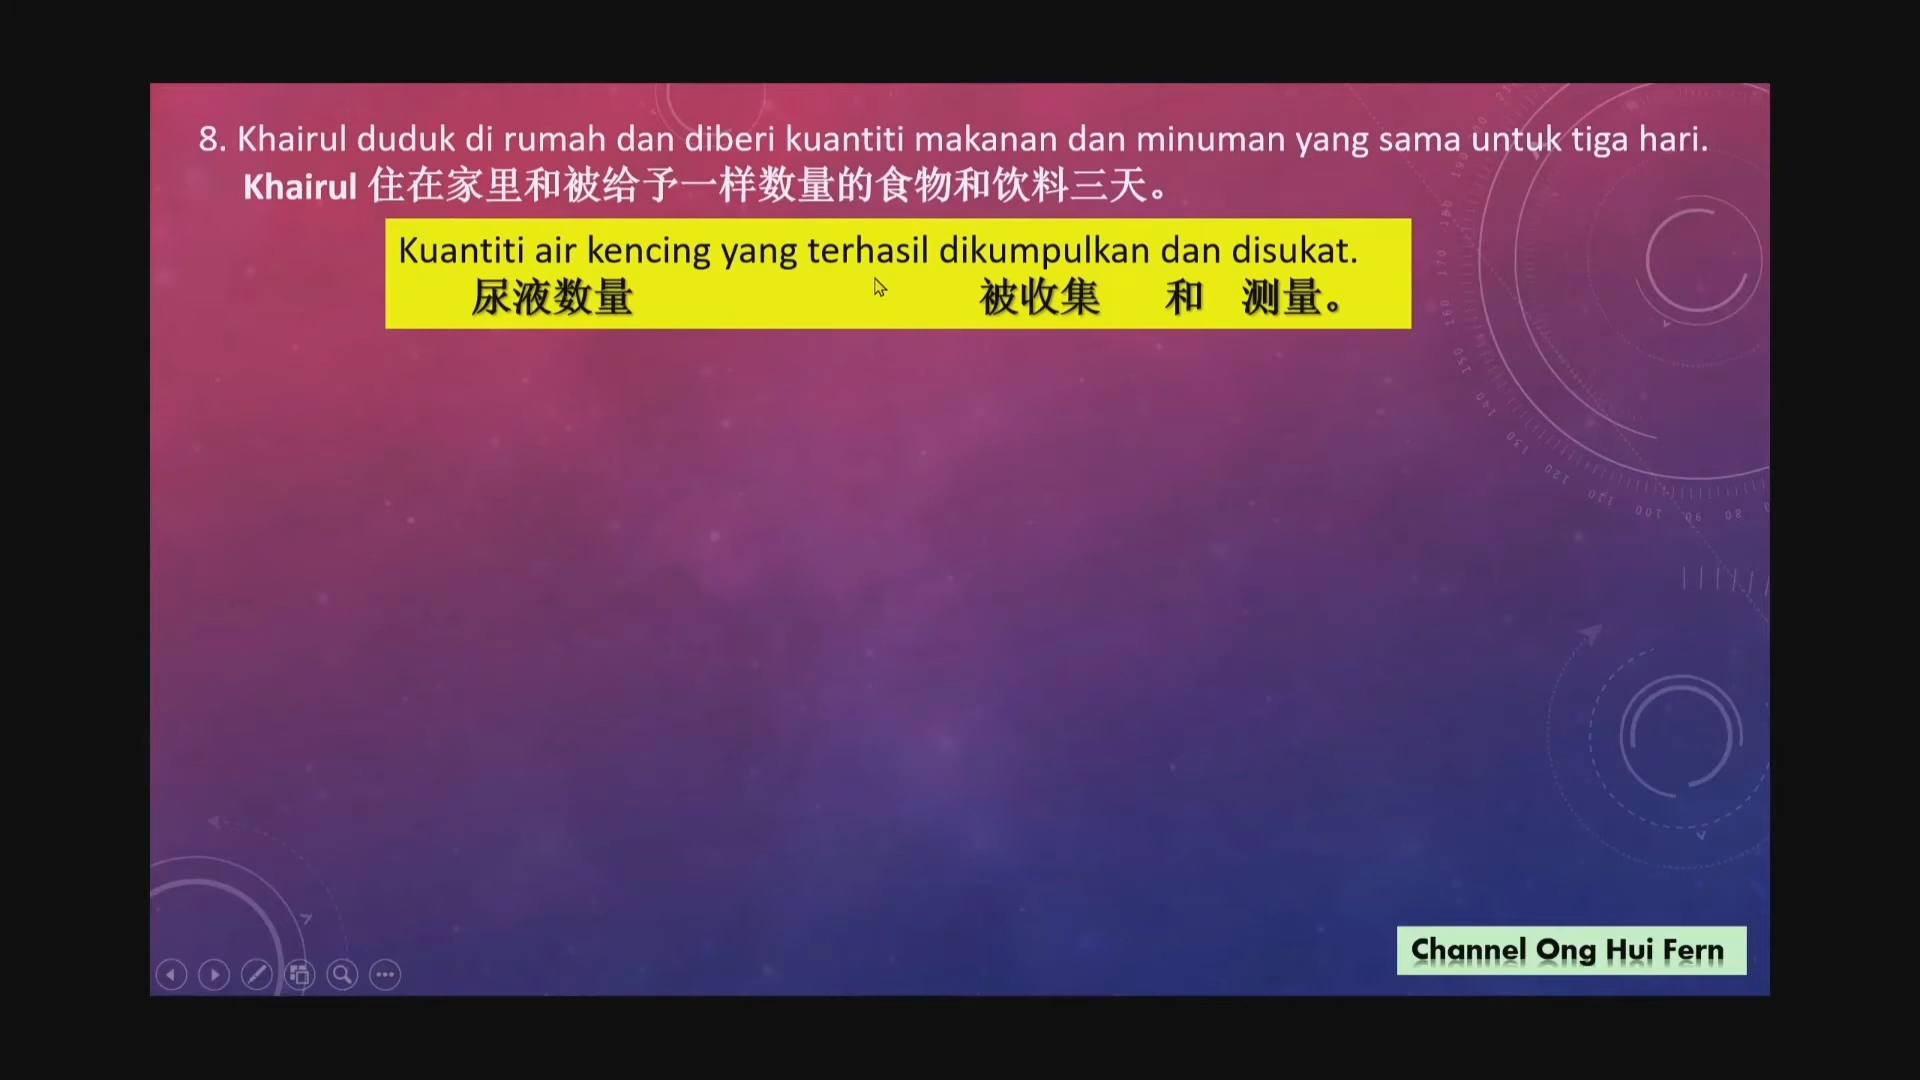 8. Khairul duduk di rumah dan diberi kuantiti makanan dan minuman yang sama untuk tiga hari.
Khairul 住在家里和被给予一样数量的食物和饮料三天。
Kuantiti air kencing yang terhasil dikumpulkan dan disukat.
尿液数量 被收集 和 测量。
Channel Ong Hui Fern